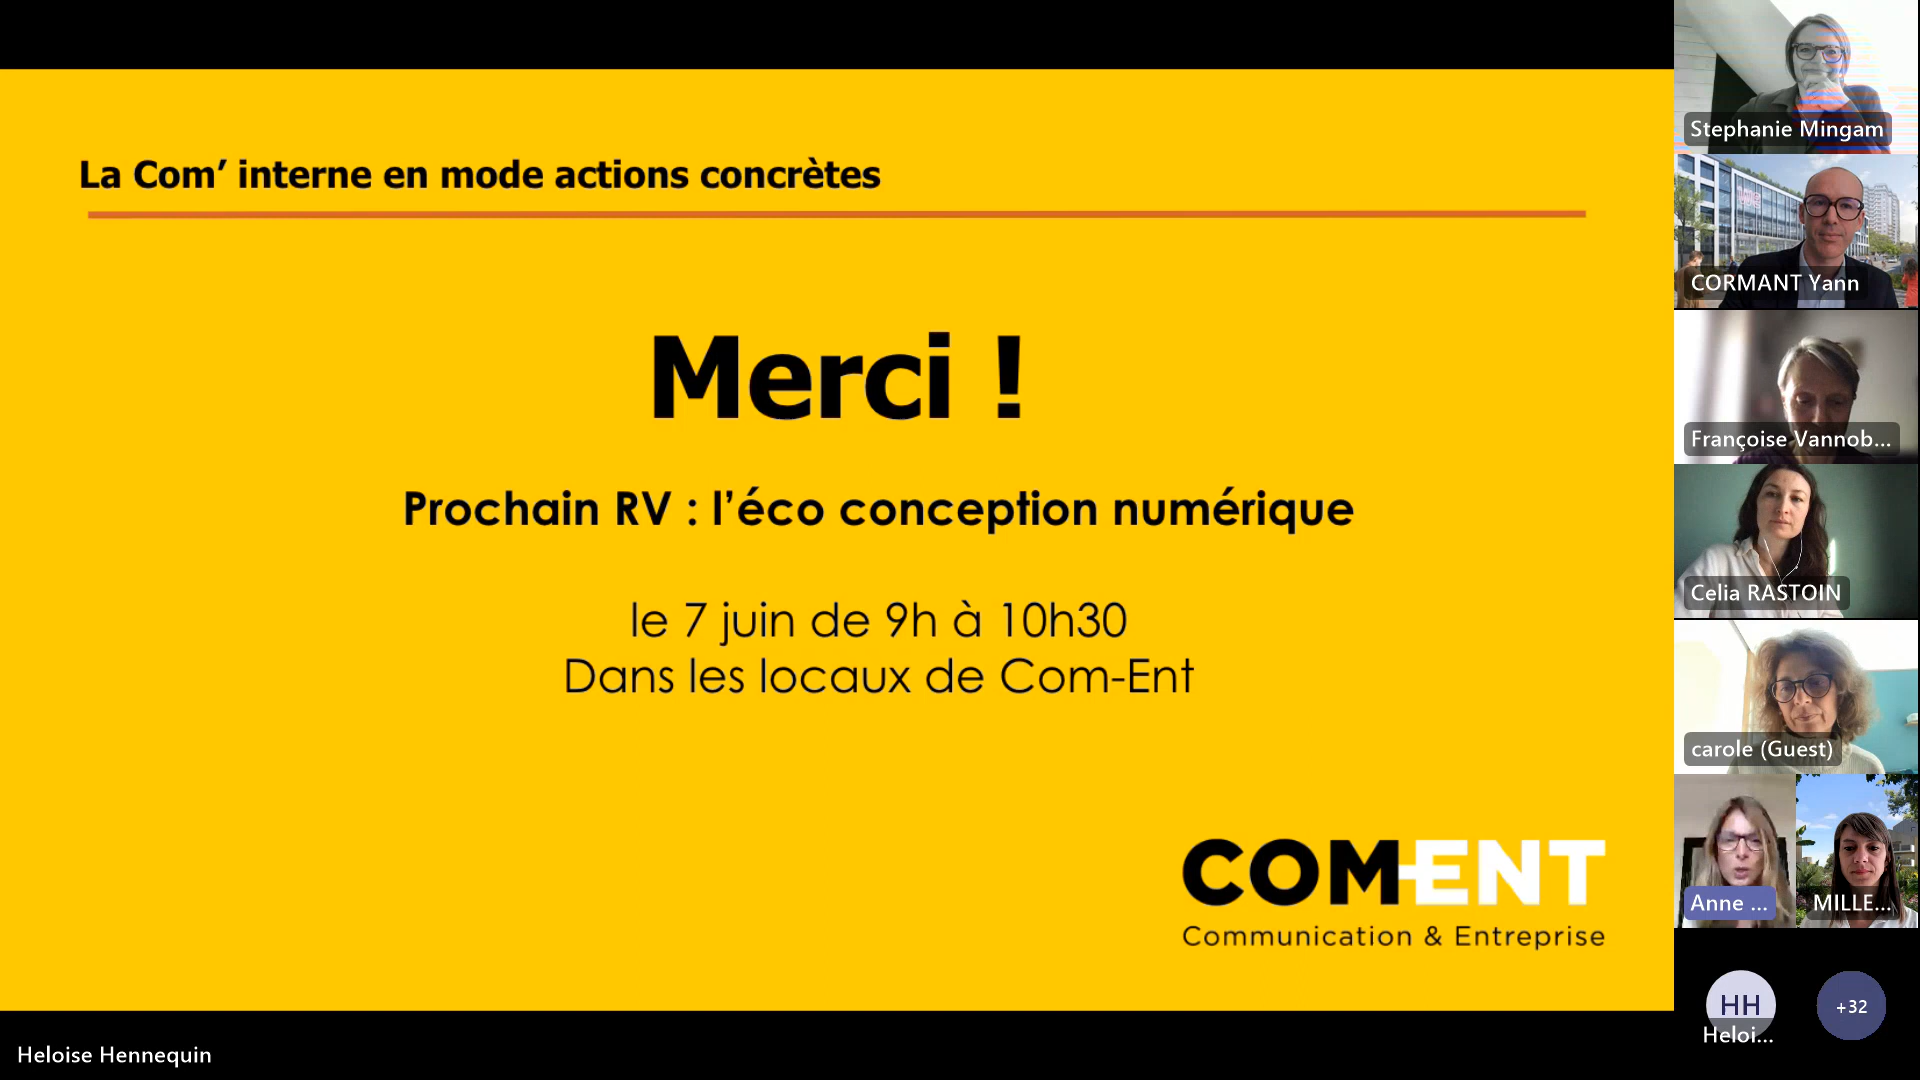 La Com’ interne en mode actions concrètes
Merci !
Prochain RV : l’éco conception numérique
le 7 juin de 9h à 10h30
Dans les locaux de Com-Ent
COM-ENT
Communication & Entreprise
Heloise Hennequin
Stephanie Mingam
CORMANT Yann
Françoise Vannob...
Celia RASTOIN
carole (Guest)
Anne ...
MILLE...
HH
Heloi...
+32